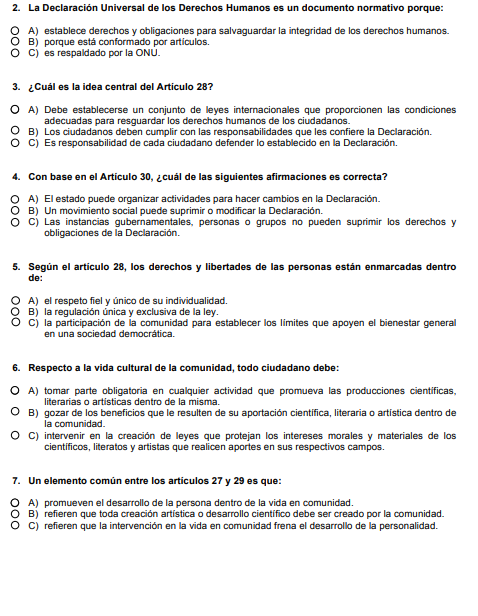 2. La Declaración Universal de los Derechos Humanos es un documento normativo porque:
A) establece derechos y obligaciones para salvaguardar la integridad de los derechos humanos.
B) porque está conformado por artículos.
C) es respaldado por la ONU.
3. ¿Cuál es la idea central del Artículo 28?
A) Debe establecerse un conjunto de leyes internacionales que proporcionen las condiciones
adecuadas para resguardar los derechos humanos de los ciudadanos.
B) Los ciudadanos deben cumplir con las responsabilidades que les confiere la Declaración.
C) Es responsabilidad de cada ciudadano defender lo establecido en la Declaración.
4. Con base en el Artículo 30, ¿cuál de las siguientes afirmaciones es correcta?
A) El estado puede organizar actividades para hacer cambios en la Declaración.
B) Un movimiento social puede suprimir o modificar la Declaración.
C) Las instancias gubernamentales, personas o grupos no pueden suprimir los derechos y
obligaciones de la Declaración.
5. Según el artículo 28, los derechos y libertades de las personas están enmarcadas dentro
de:
A) el respeto fiel y único de su individualidad.
B) la regulación única y exclusiva de la ley.
C) la participación de la comunidad para establecer los límites que apoyen el bienestar general
en una sociedad democrática.
6. Respecto a la vida cultural de la comunidad, todo ciudadano debe:
A) tomar parte obligatoria en cualquier actividad que promueva las producciones científicas,
literarias o artísticas dentro de la misma.
B) gozar de los beneficios que le resulten de su aportación científica, literaria o artística dentro de
la comunidad.
C) intervenir en la creación de leyes que protejan los intereses morales y materiales de los
científicos, literatos y artistas que realicen aportes en sus respectivos campos.
7. Un elemento común entre los artículos 27 y 29 es que:
A) promueven el desarrollo de la persona dentro de la vida en comunidad.
B) refieren que toda creación artística o desarrollo científico debe ser creado por la comunidad.
C) refieren que la intervención en la vida en comunidad frena el desarrollo de la personalidad.